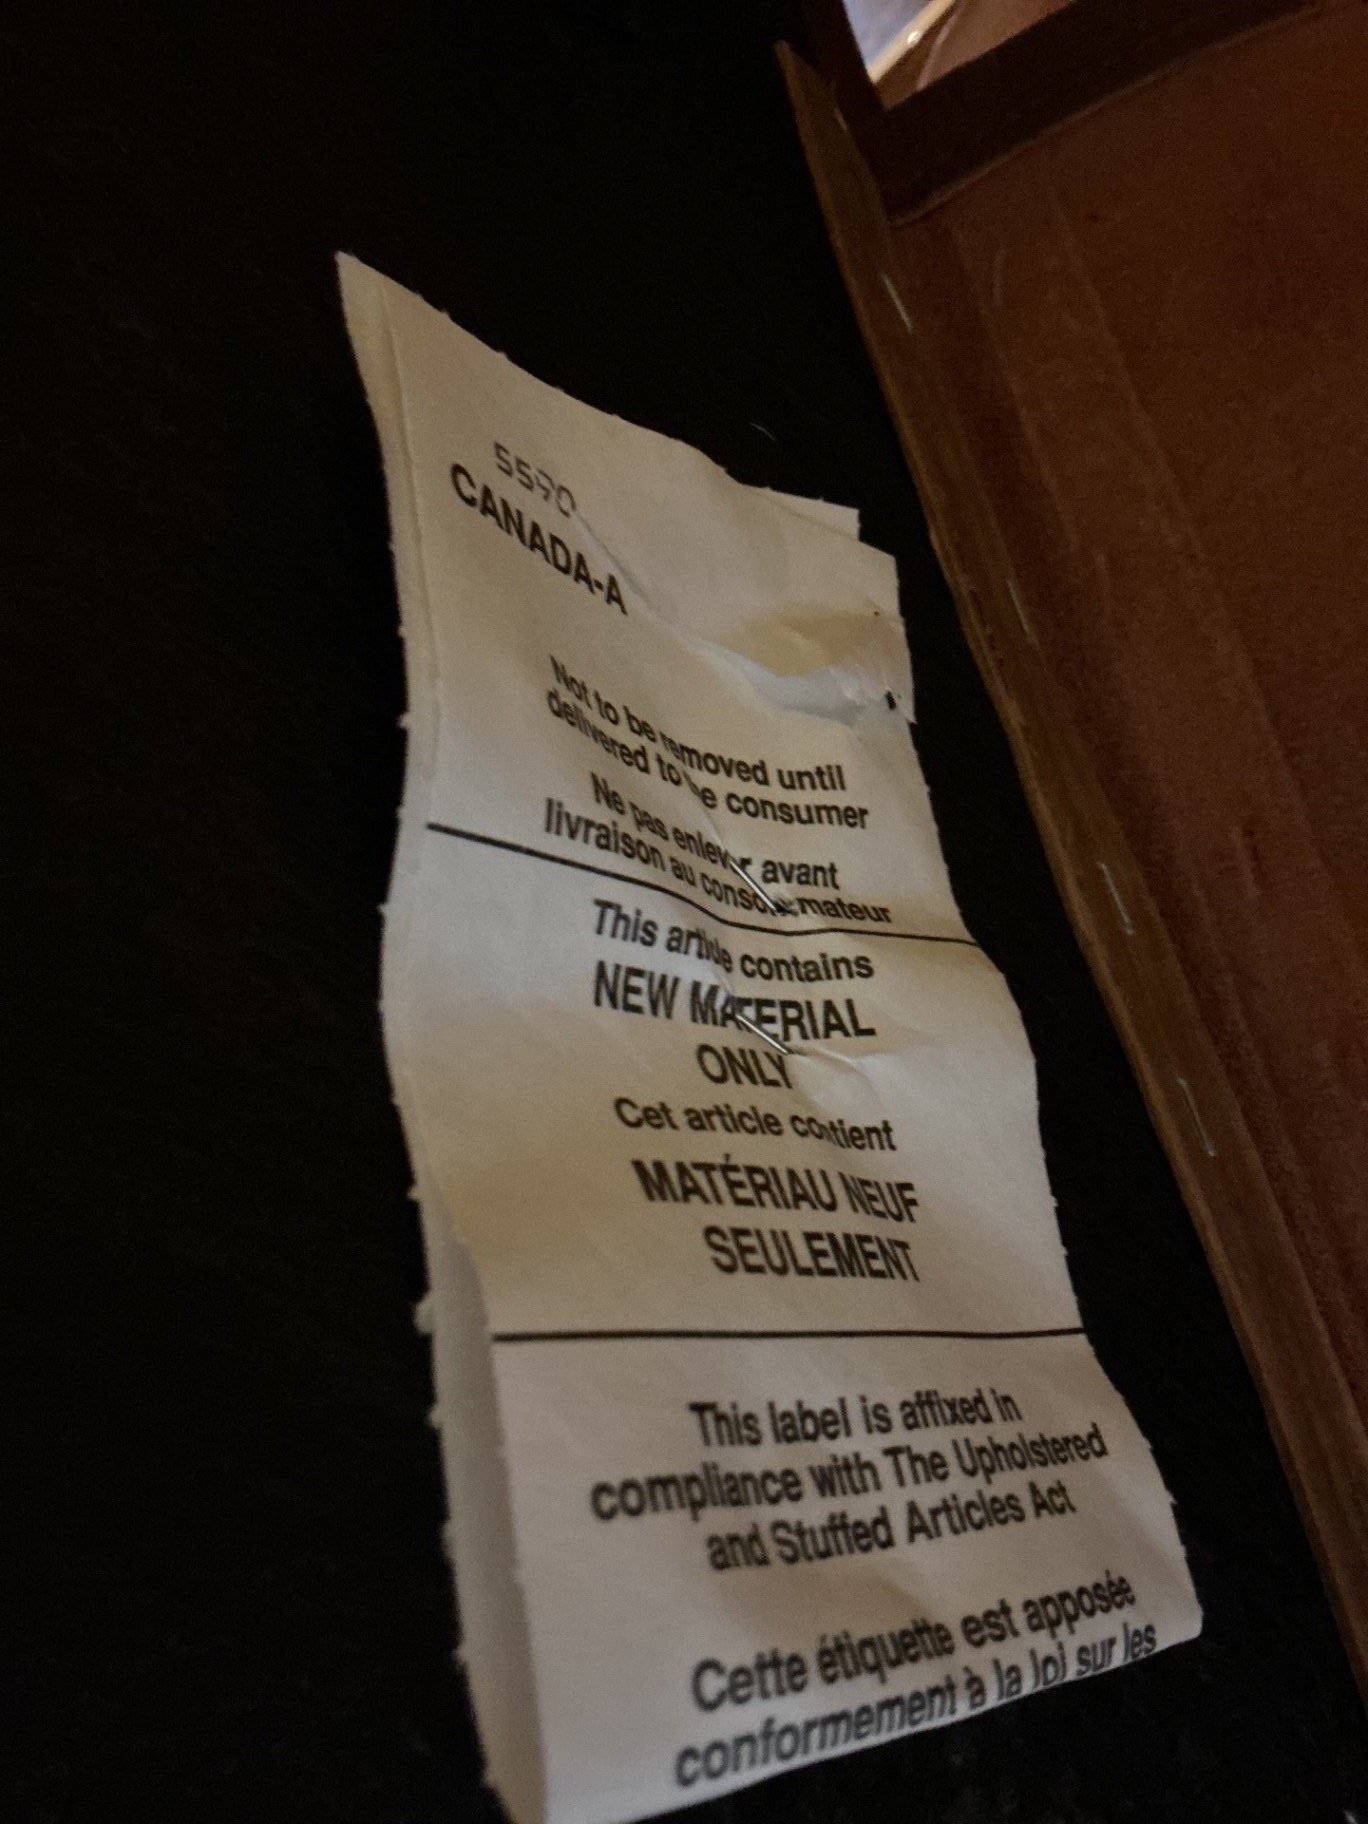 5590
CANADA-A
Not to be removed until
delivered to the consumer
Ne pas enlever avant
livraison au consommateur
This article contains
NEW MATERIAL
ONLY
Cet article contient
MATÉRIAU NEUF
SEULEMENT
This label is affixed in
compliance with The Upholstered
and Stuffed Articles Act
Cette étiquette est apposée
conformement à la loi sur les